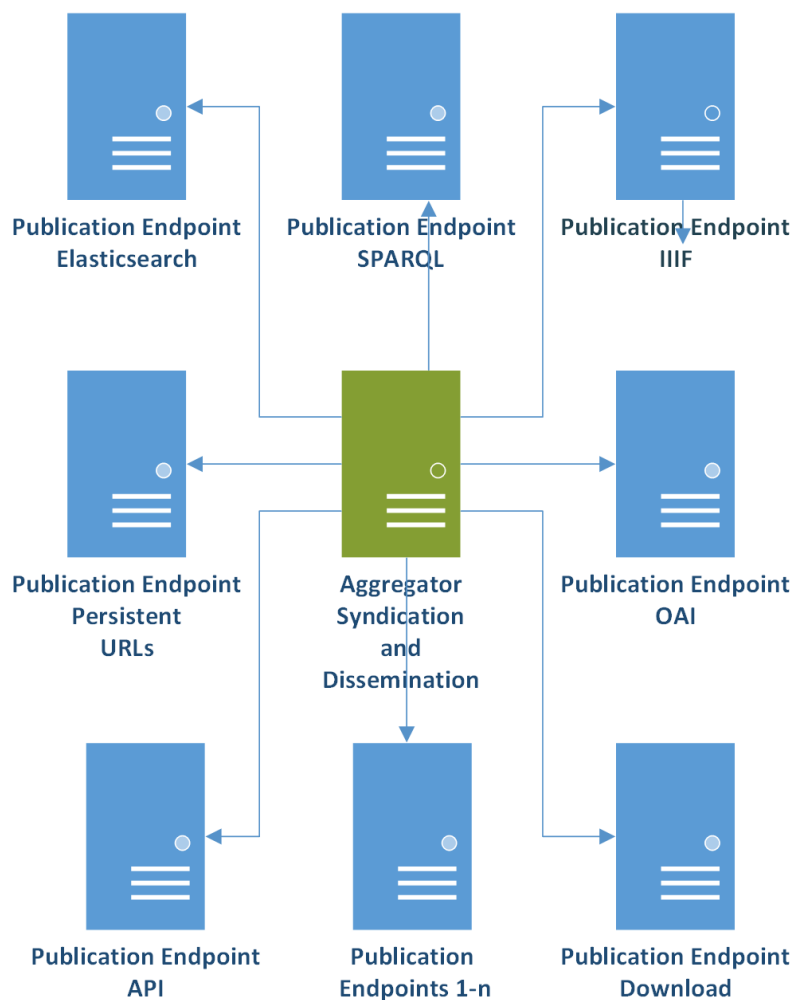 Publication Endpoint
Elasticsearch
Publication Endpoint
SPARQL
Publication Endpoint
IIIF
Publication Endpoint
Persistent
URLs
Aggregator
Syndication
and
Dissemination
Publication Endpoint
OAI
Publication Endpoint
API
Publication
Endpoints 1-n
Publication Endpoint
Download